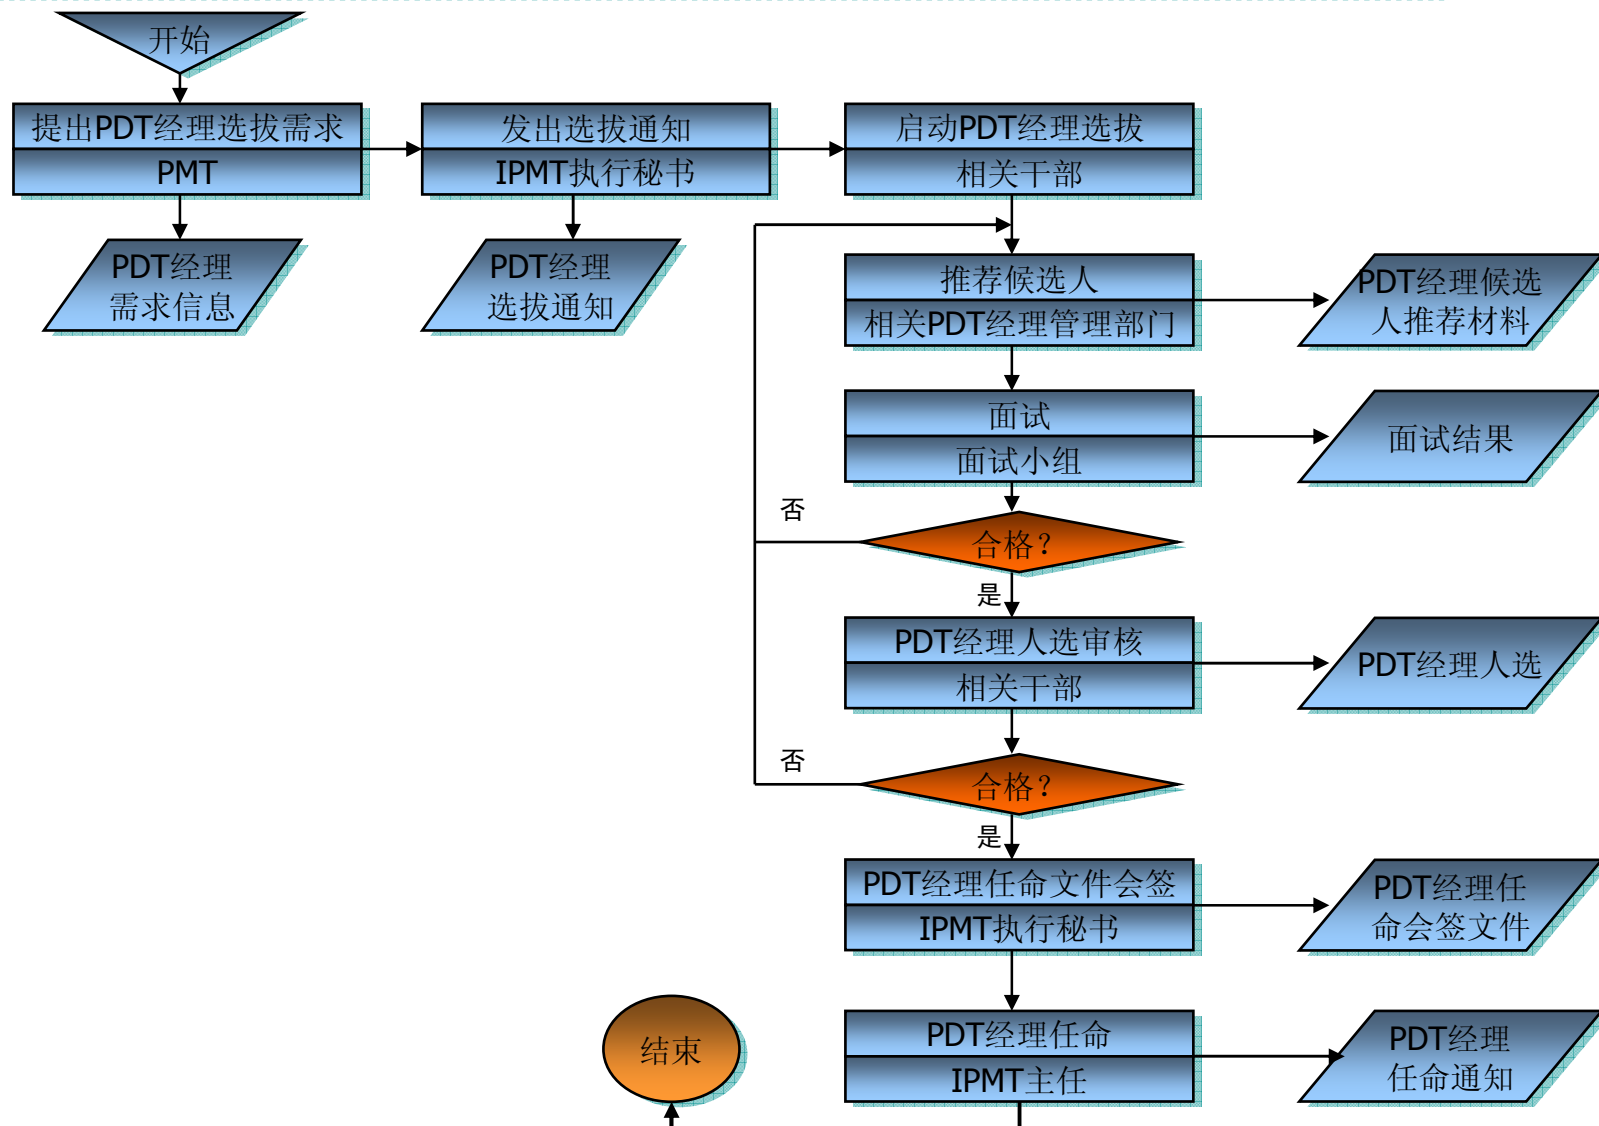 开始
提出PDT经理选拔需求
PMT
发出选拔通知
IPMT执行秘书
启动PDT经理选拔
相关干部
PDT经理
需求信息
PDT经理
选拔通知
推荐候选人
相关PDT经理管理部门
PDT经理候选
人推荐材料
面试
面试小组
面试结果
否
合格？
是
PDT经理人选审核
相关干部
PDT经理人选
否
合格？
是
PDT经理任命文件会签
IPMT执行秘书
PDT经理任
命会签文件
结束
PDT经理任命
IPMT主任
PDT经理
任命通知